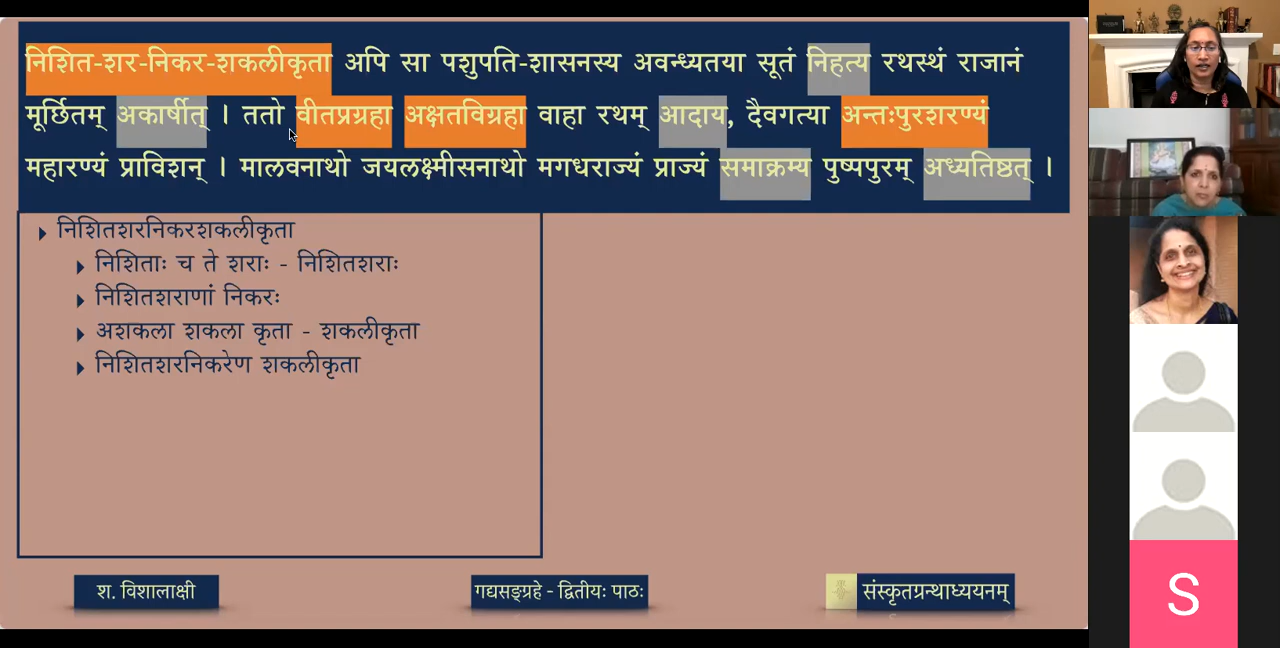 निशित-शर-निकर-शकलीकृता अपि सा पशुपति-शासनस्य अवन्ध्यतया सूतं निहत्य रथस्थं राजानं
मूर्छितम् अकार्षीत् । ततो वीतप्रग्रहा अक्षतविग्रहा वाहा रथम् आदाय, दैवगत्या अन्तःपुरशरण्यं
महारण्यं प्राविशन् । मालवनाथो जयलक्ष्मीसनाथो मगधराज्यं प्राज्यं समाक्रम्य पुष्पपुरम् अध्यतिष्ठत् ।
निशितशरनिकरशकलीकृता
निशिताः च ते शराः - निशितशराः
निशितशराणां निकरः
अशकला शकला कृता - शकलीकृता
निशितशरनिकरेण शकलीकृता
श. विशालाक्षी
गद्यसङ्ग्रहे - द्वितीयः पाठः
संस्कृतग्रन्थाध्ययनम्
S